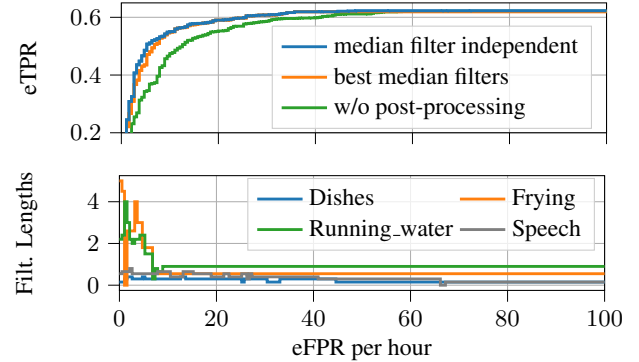 0.6
0.4
0.2
eTPR
median filter independent
best median filters
w/o post-processing
4
2
0
Filt. Lengths
Dishes
Frying
Running_water
Speech
0 20 40 60 80 100
eFPR per hour